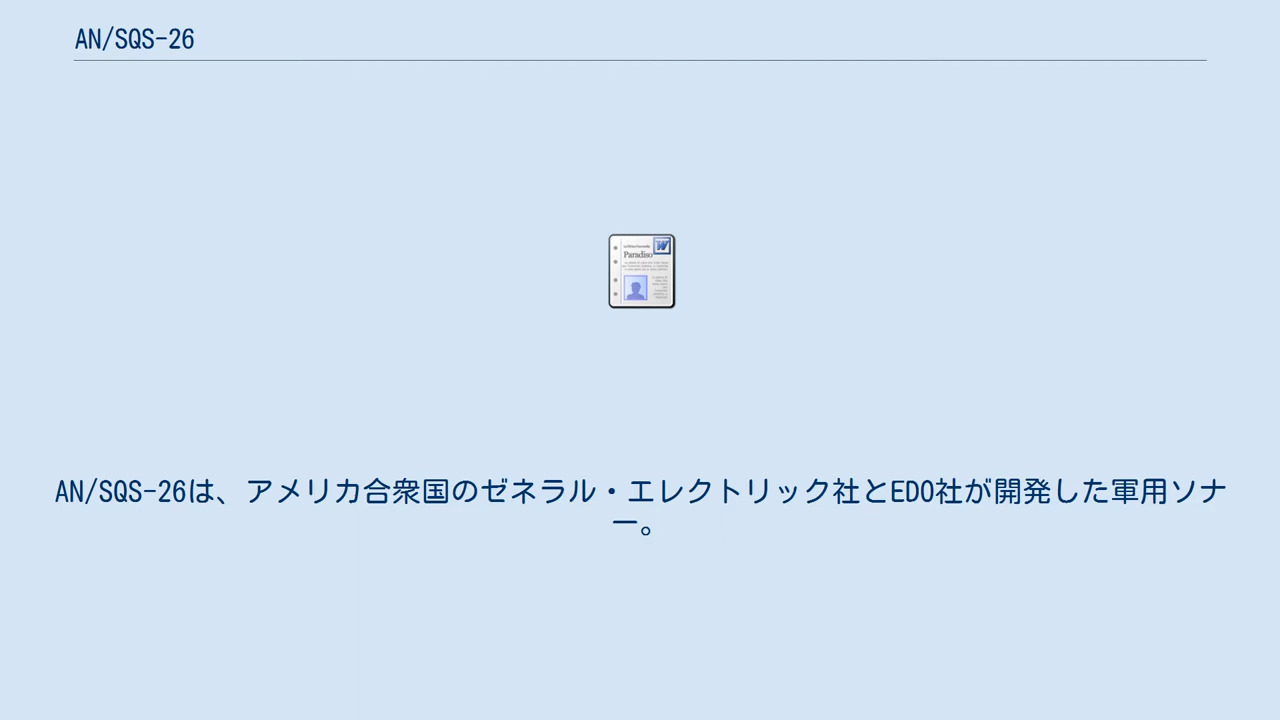 AN/SQS-26
Paradiso
W
AN/SQS-26は、アメリカ合衆国のゼネラル・エレクトリック社とEDO社が開発した軍用ソナ
ー。